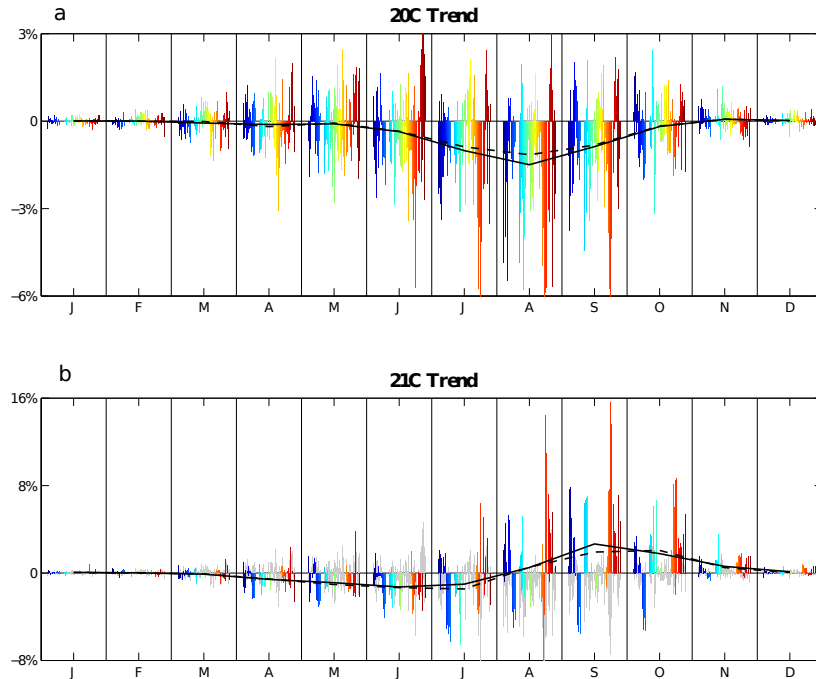 a
20C Trend
3%
0
−3%
−6%
J F M A M J J A S O N D
b
21C Trend
16%
8%
0
−8%
J F M A M J J A S O N D